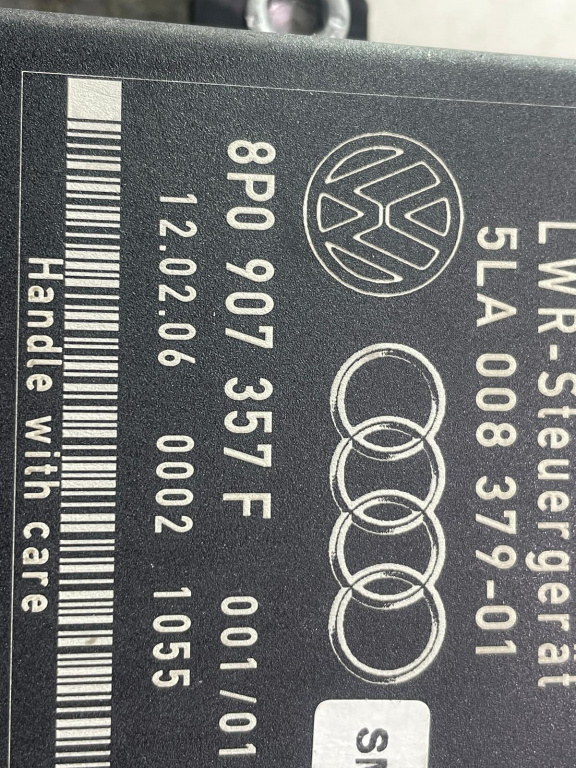 LWR-Steuergerät
5LA 008 379-01
SN
8P0 907 357 F 001/01
12.02.06 0002 1055
Handle with care